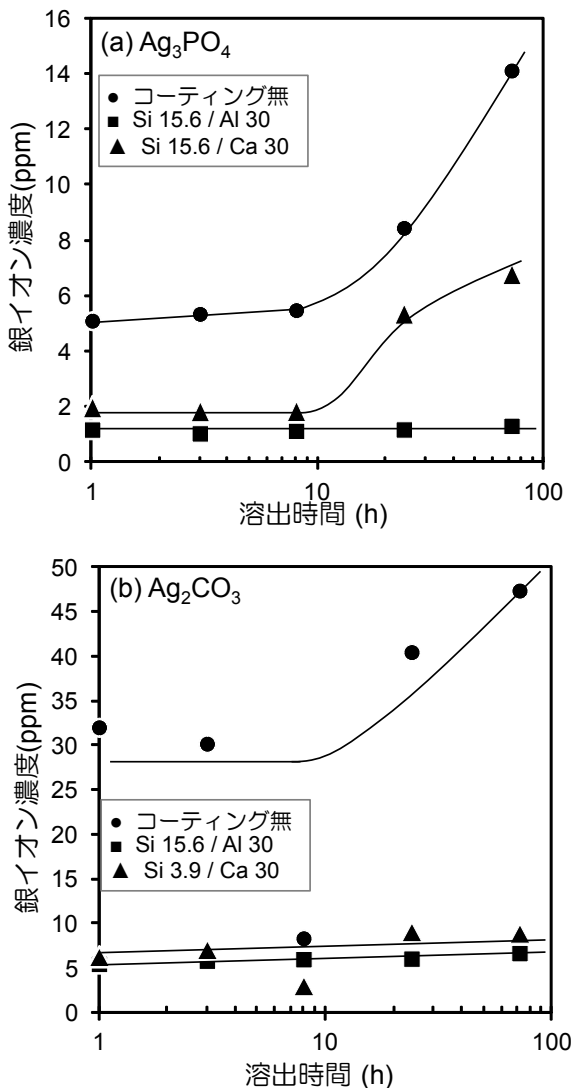 16
(a) Ag₃PO₄
14
● コーティング無
12
■ Si 15.6 / Al 30
▲ Si 15.6 / Ca 30
10
8
6
4
2
0
銀イオン濃度(ppm)
1 10 100
溶出時間 (h)
50
(b) Ag₂CO₃
45
40
35
30
25
● コーティング無
■ Si 15.6 / Al 30
20
▲ Si 3.9 / Ca 30
15
10
5
0
銀イオン濃度(ppm)
1 10 100
溶出時間 (h)